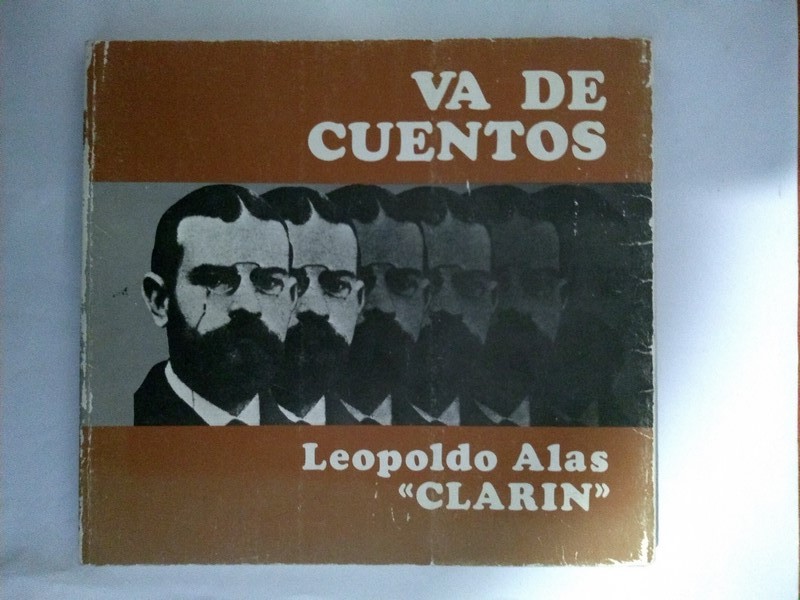 VA DE
CUENTOS
Leopoldo Alas
«CLARIN»